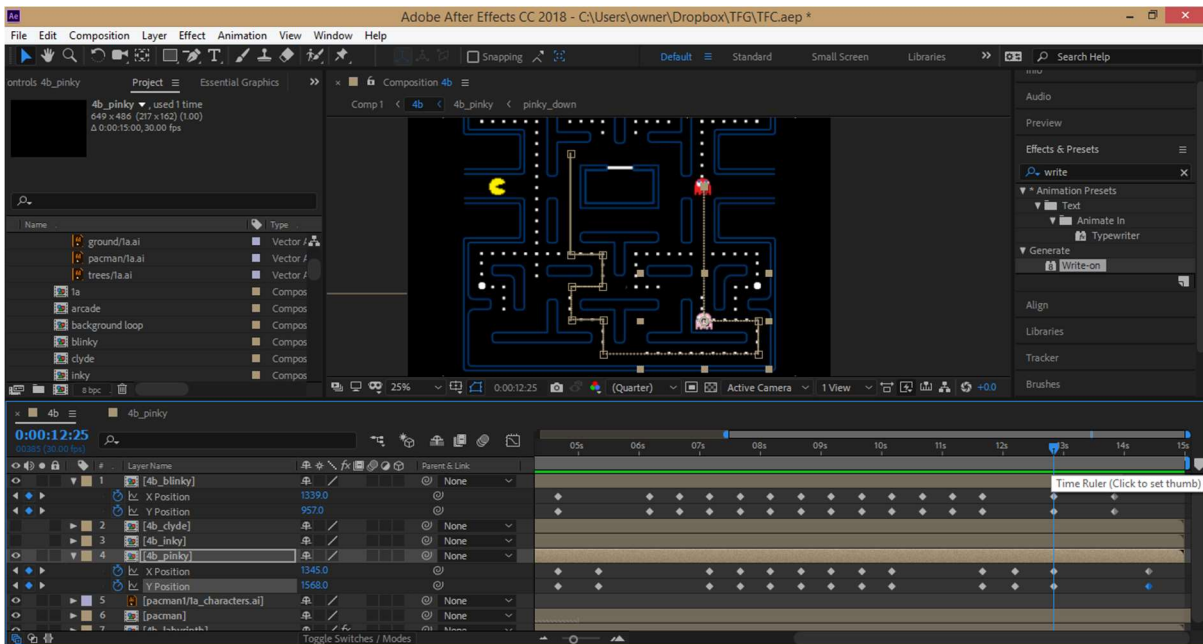 Ae Adobe After Effects CC 2018 - C:\Users\owner\Dropbox\TFG\TFC.aep *
File Edit Composition Layer Effect Animation View Window Help
Snapping Default Standard Small Screen Libraries Search Help
ontrols 4b_pinky Project Essential Graphics Composition 4b
4b_pinky , used 1 time
649 x 486 (217 x 162) (1.00)
Δ 0:00:15:00, 30.00 fps
Comp 1 4b 4b_pinky pinky_down
Audio
Preview
Effects & Presets
write
* Animation Presets
Text
Animate In
Typewriter
Generate
Write-on
Align
Libraries
Tracker
Brushes
Name Type
ground/1a.ai Vector
pacman/1a.ai Vector
trees/1a.ai Vector
1a Compos
arcade Compos
background loop Compos
blinky Compos
clyde Compos
inky Compos
8 bpc
25% 0:00:12:25 (Quarter) Active Camera 1 View +0.0
4b 4b_pinky
0:00:12:25
00385 (30.00 fps)
05s 06s 07s 08s 09s 10s 11s 12s 3s 14s 15s
# Layer Name Parent & Link
1 [4b_blinky] None
X Position 1339.0
Y Position 957.0
2 [4b_clyde] None
3 [4b_inky] None
4 [4b_pinky] None
X Position 1345.0
Y Position 1568.0
5 [pacman1/1a_characters.ai] None
6 [pacman] None
7 [4b_labyrinth] None
Time Ruler (Click to set thumb)
Toggle Switches / Modes